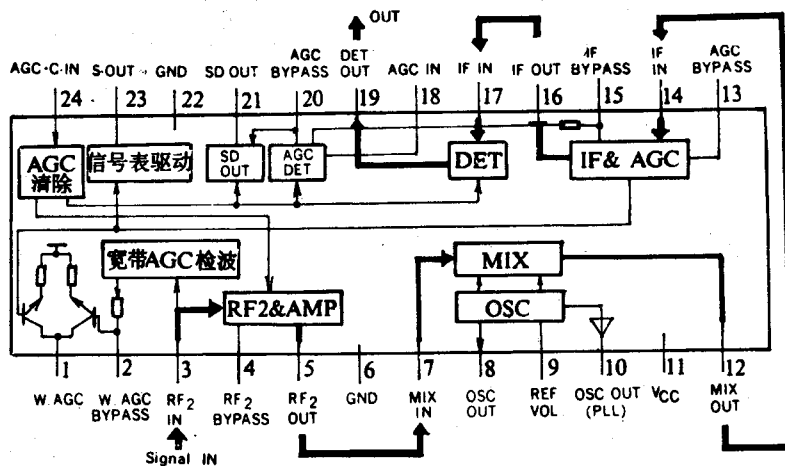 OUT
AGC·C·IN
S-OUT
GND
SD OUT
AGC
BYPASS
DET
OUT
AGC IN
IF IN
IF OUT
IF
BYPASS
IF
IN
AGC
BYPASS
24
23
22
21
20
19
18
17
16
15
14
13
AGC
清除
信号表驱动
SD
OUT
AGC
DET
DET
IF& AGC
宽带AGC检波
MIX
RF2&AMP
OSC
1
2
3
4
5
6
7
8
9
10
11
12
W. AGC
W. AGC
BYPASS
RF2
IN
RF2
BYPASS
RF2
OUT
GND
MIX
IN
OSC
OUT
REF
VOL
OSC OUT
(PLL)
VCC
MIX
OUT
Signal IN